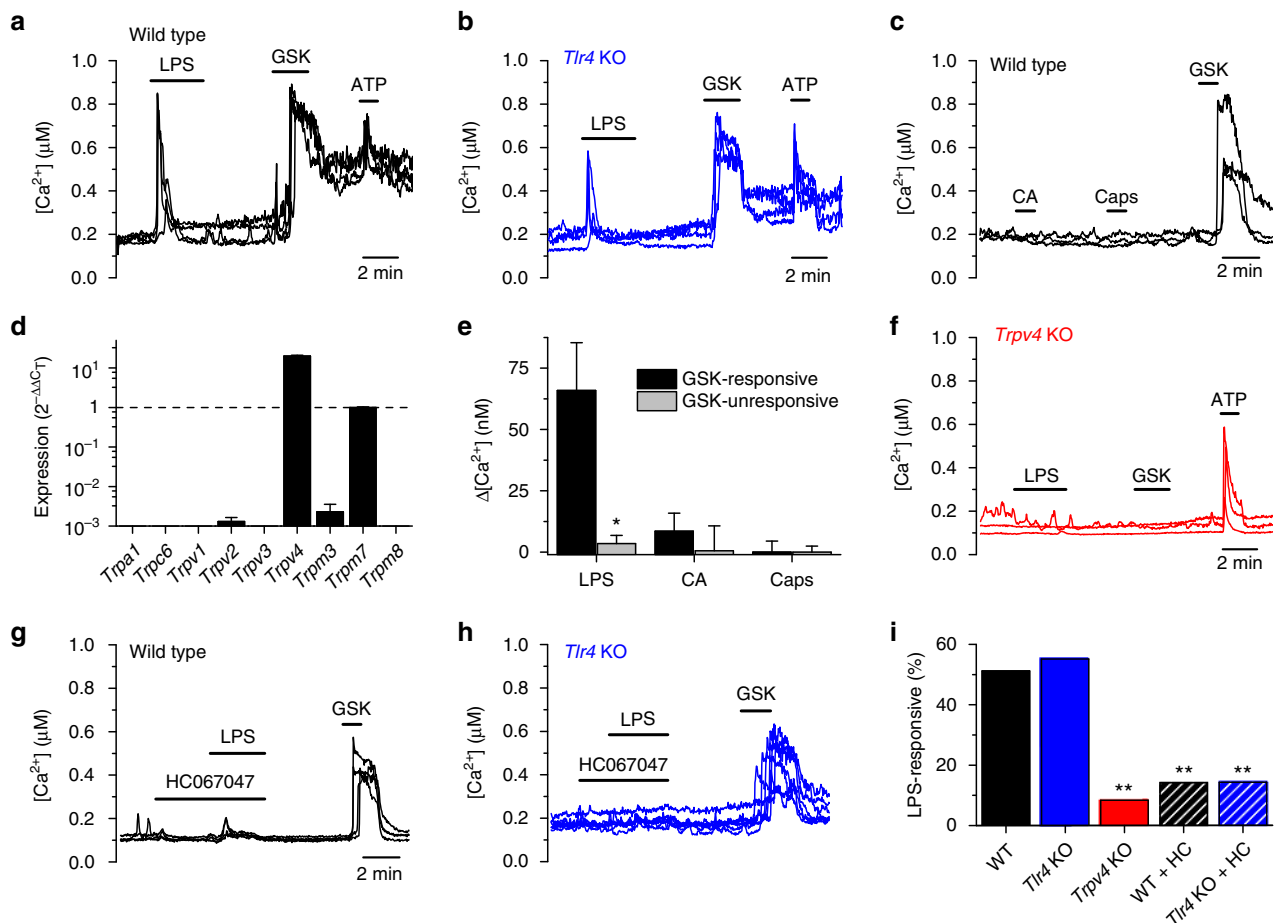 a
Wild type
LPS
GSK
ATP
[Ca²⁺] (μM)
1.0
0.8
0.6
0.4
0.2
0.0
2 min
b
Tlr4 KO
LPS
GSK
ATP
[Ca²⁺] (μM)
1.0
0.8
0.6
0.4
0.2
0.0
2 min
c
Wild type
CA
Caps
GSK
[Ca²⁺] (μM)
1.0
0.8
0.6
0.4
0.2
0.0
2 min
d
Expression (2^−ΔΔC_T)
10¹
1
10⁻¹
10⁻²
10⁻³
Trpa1
Trpc6
Trpv1
Trpv2
Trpv3
Trpv4
Trpm3
Trpm7
Trpm8
e
Δ[Ca²⁺] (nM)
75
50
25
0
GSK-responsive
GSK-unresponsive
*
LPS
CA
Caps
f
Trpv4 KO
LPS
GSK
ATP
[Ca²⁺] (μM)
1.0
0.8
0.6
0.4
0.2
0.0
2 min
g
Wild type
LPS
HC067047
GSK
[Ca²⁺] (μM)
1.0
0.8
0.6
0.4
0.2
0.0
2 min
h
Tlr4 KO
LPS
HC067047
GSK
[Ca²⁺] (μM)
1.0
0.8
0.6
0.4
0.2
0.0
2 min
i
LPS-responsive (%)
60
40
20
0
**
**
**
WT
Tlr4 KO
Trpv4 KO
WT + HC
Tlr4 KO + HC